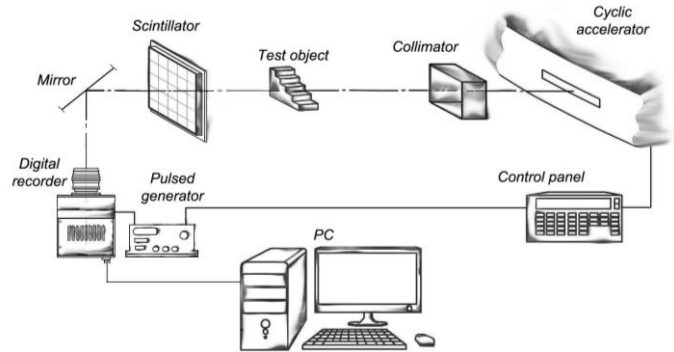 Cyclic
accelerator
Scintillator
Test object
Collimator
Mirror
Digital
recorder
Pulsed
generator
Control panel
PC